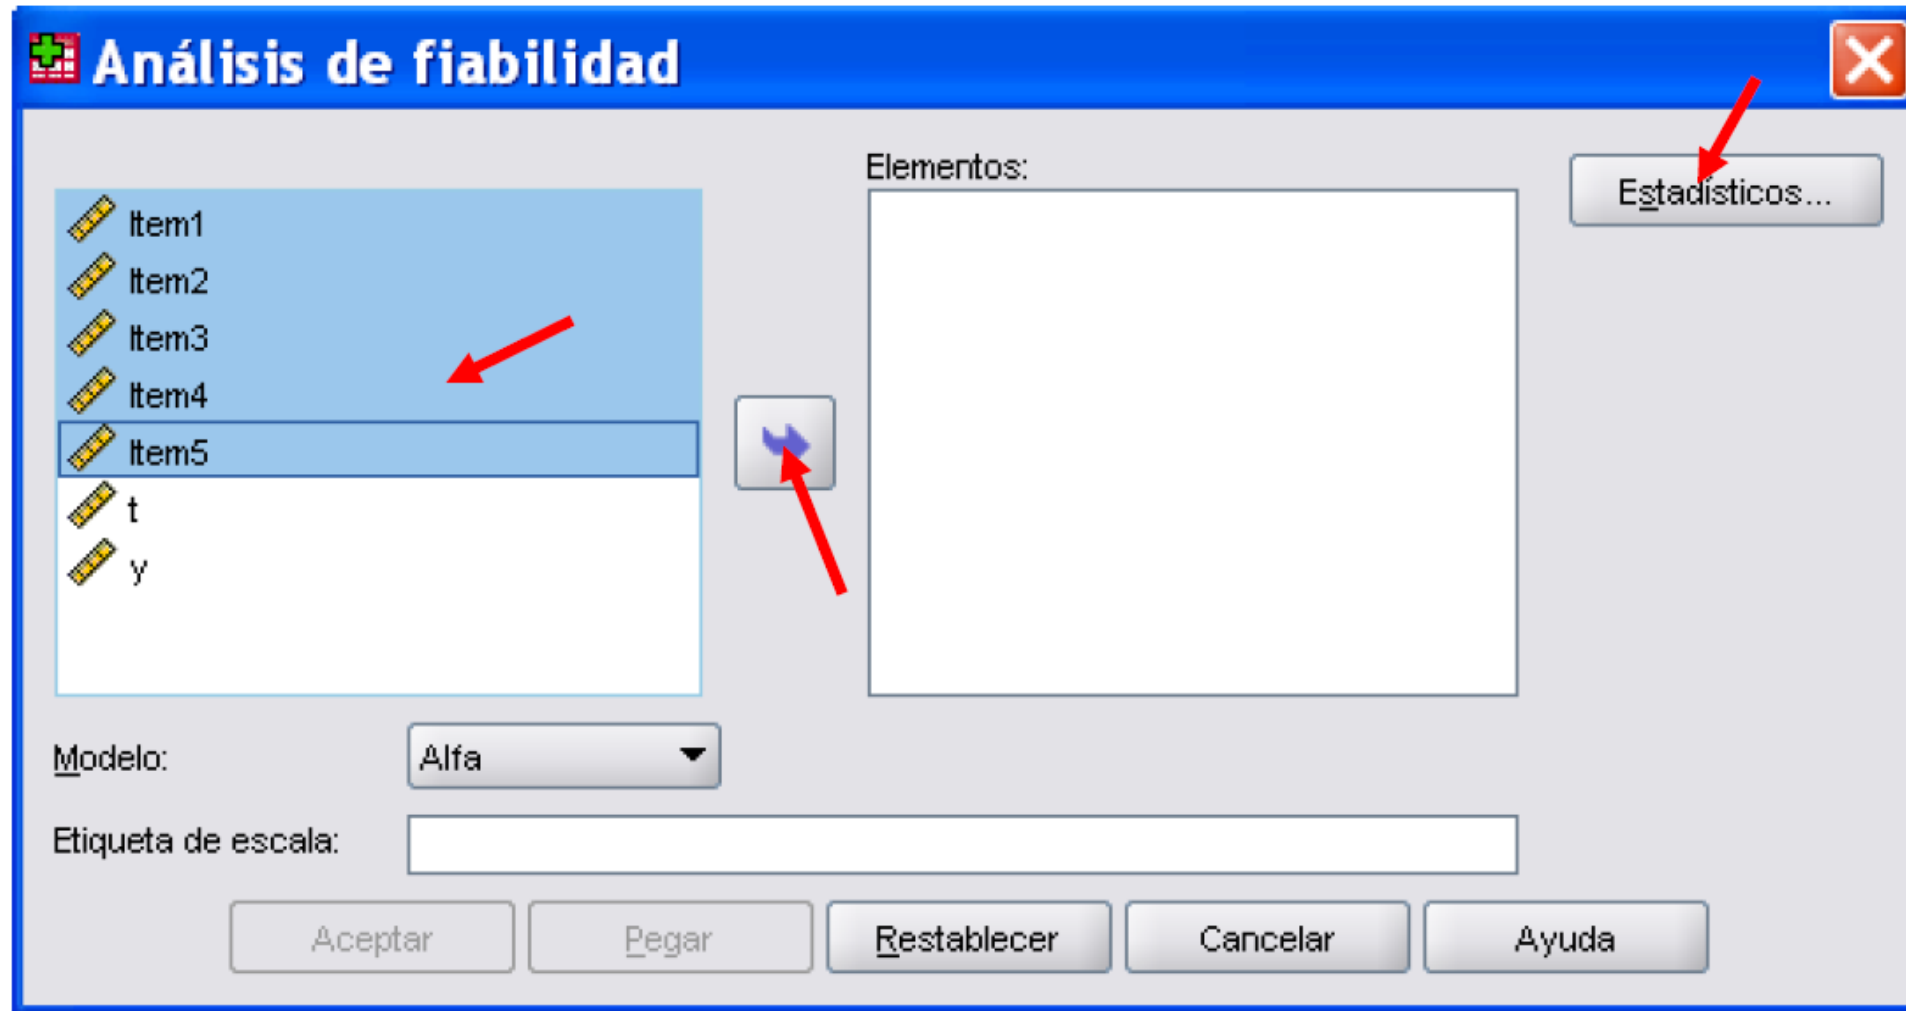 Análisis de fiabilidad
Elementos:
Estadísticos...
Item1
Item2
Item3
Item4
Item5
t
y
Modelo:
Alfa
Etiqueta de escala:
Aceptar
Pegar
Restablecer
Cancelar
Ayuda